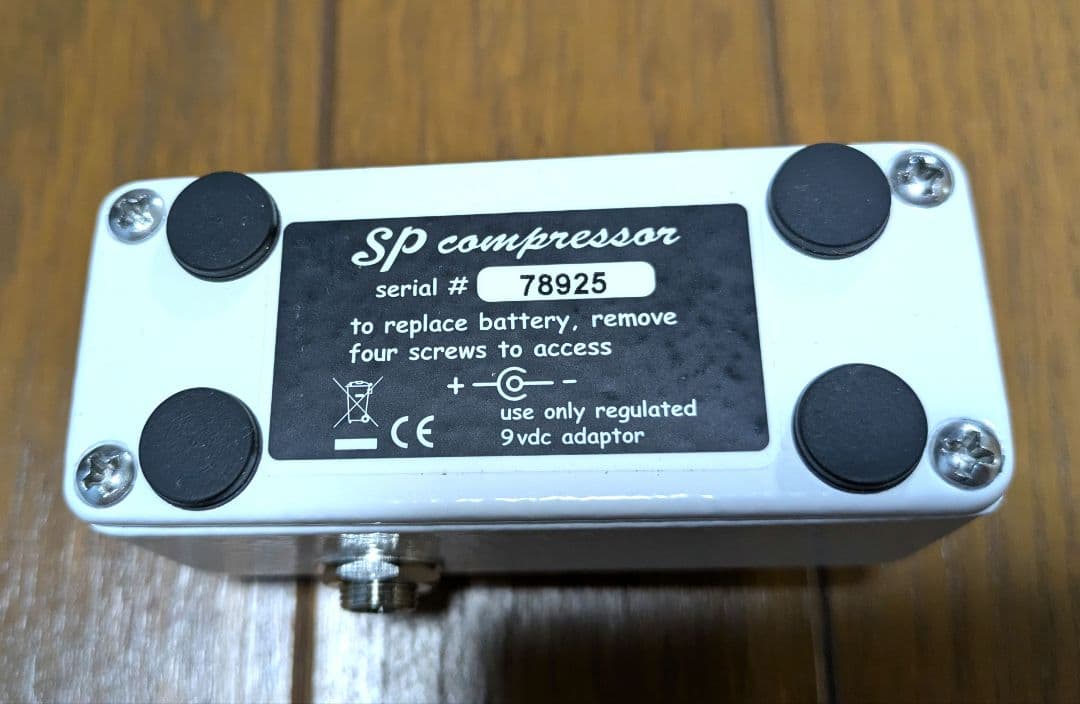 SP compressor
serial # 78925
to replace battery, remove
four screws to access
+ -
use only regulated
CE
9vdc adaptor